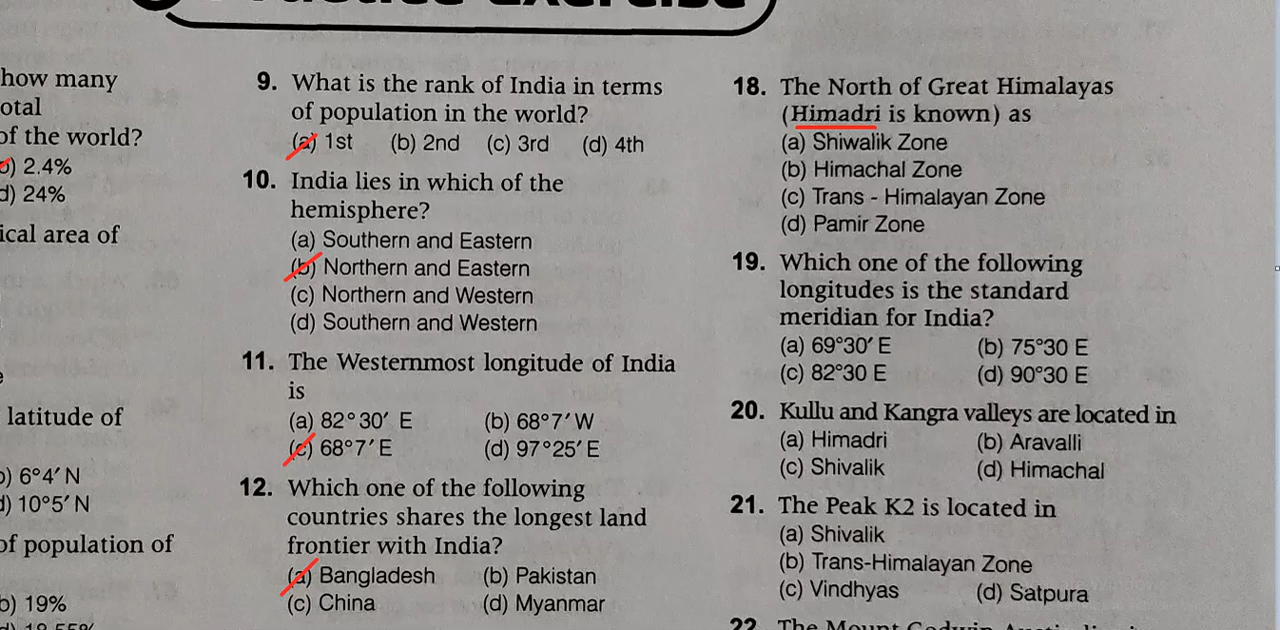 how many
otal
of the world?
2.4%
d) 24%
ical area of
latitude of
b) 6°4′ N
d) 10°5′ N
of population of
b) 19%
9. What is the rank of India in terms
of population in the world?
(a) 1st (b) 2nd (c) 3rd (d) 4th
10. India lies in which of the
hemisphere?
(a) Southern and Eastern
(b) Northern and Eastern
(c) Northern and Western
(d) Southern and Western
11. The Westernmost longitude of India
is
(a) 82°30′ E (b) 68°7′ W
(c) 68°7′ E (d) 97°25′ E
12. Which one of the following
countries shares the longest land
frontier with India?
(a) Bangladesh (b) Pakistan
(c) China (d) Myanmar
18. The North of Great Himalayas
(Himadri is known) as
(a) Shiwalik Zone
(b) Himachal Zone
(c) Trans - Himalayan Zone
(d) Pamir Zone
19. Which one of the following
longitudes is the standard
meridian for India?
(a) 69°30′ E (b) 75°30 E
(c) 82°30 E (d) 90°30 E
20. Kullu and Kangra valleys are located in
(a) Himadri (b) Aravalli
(c) Shivalik (d) Himachal
21. The Peak K2 is located in
(a) Shivalik
(b) Trans-Himalayan Zone
(c) Vindhyas (d) Satpura
22. The Mount Godwin